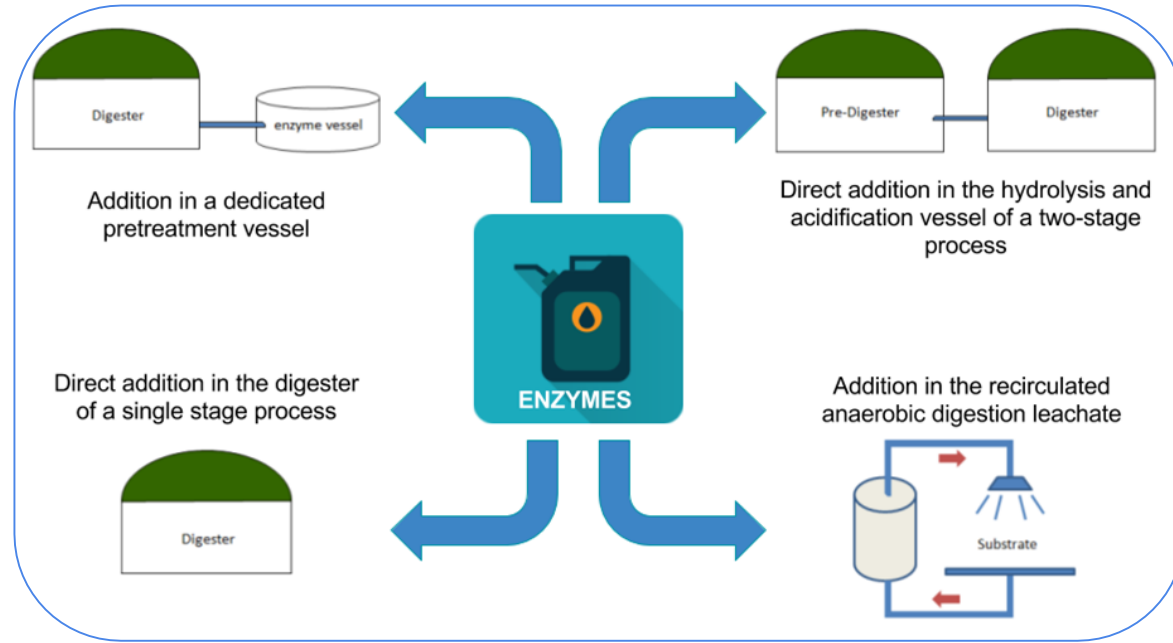 Digester
enzyme vessel
Addition in a dedicated
pretreatment vessel
Pre-Digester
Digester
Direct addition in the hydrolysis and
acidification vessel of a two-stage
process
ENZYMES
Direct addition in the digester
of a single stage process
Digester
Addition in the recirculated
anaerobic digestion leachate
Substrate